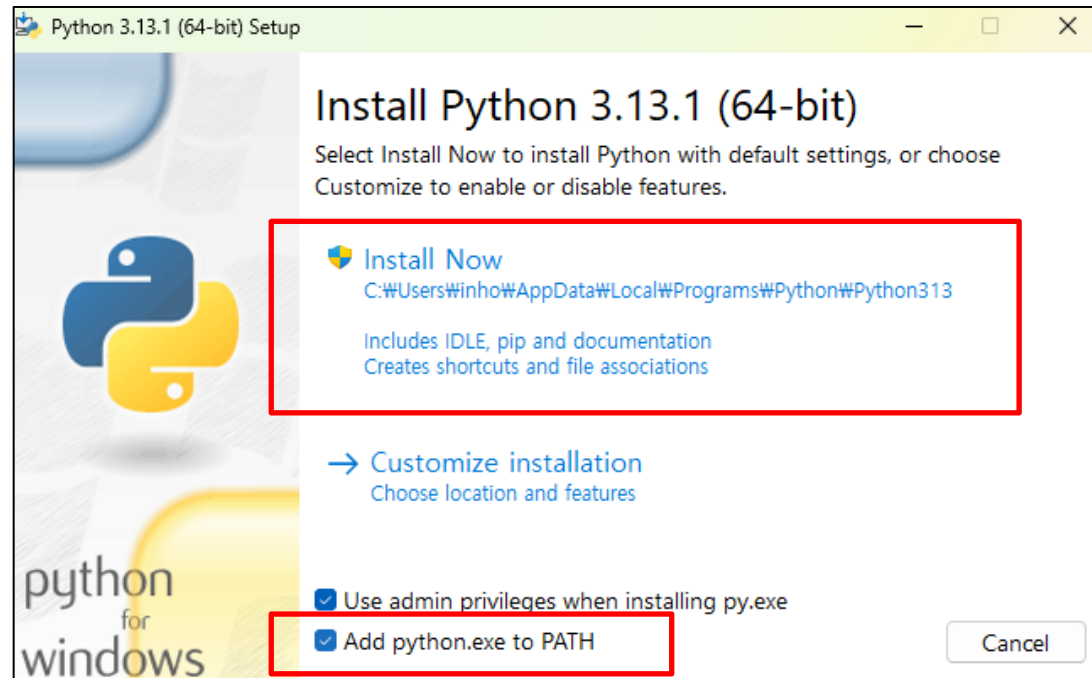 Python 3.13.1 (64-bit) Setup
Install Python 3.13.1 (64-bit)
Select Install Now to install Python with default settings, or choose
Customize to enable or disable features.
Install Now
C:₩Users₩inho₩AppData₩Local₩Programs₩Python₩Python313
Includes IDLE, pip and documentation
Creates shortcuts and file associations
Customize installation
Choose location and features
Use admin privileges when installing py.exe
Add python.exe to PATH
Cancel
python
for
windows